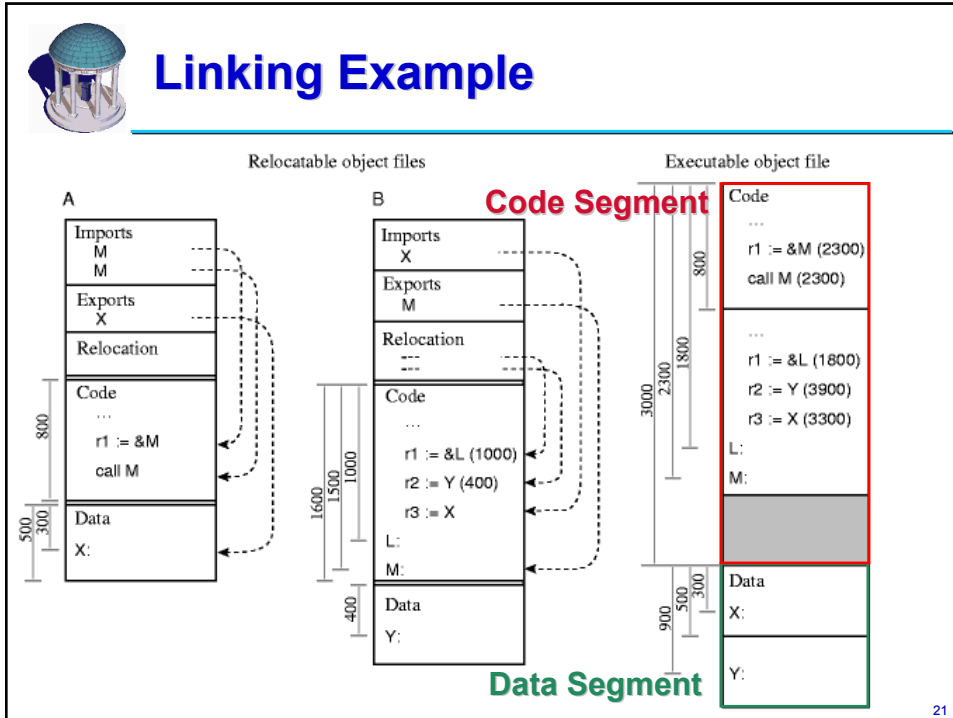 Linking Example
Relocatable object files
Executable object file
A
Imports
M
M
Exports
X
Relocation
Code
...
r1 := &M
call M
Data
X:
800
500
300
B
Imports
X
Exports
M
Relocation
---
---
Code
...
r1 := &L (1000)
r2 := Y (400)
r3 := X
L:
M:
Data
Y:
1600
1500
1000
400
Code Segment
Code
...
r1 := &M (2300)
call M (2300)
...
r1 := &L (1800)
r2 := Y (3900)
r3 := X (3300)
L:
M:
Data
X:
Y:
3000
2300
1800
800
900
500
300
Data Segment
21